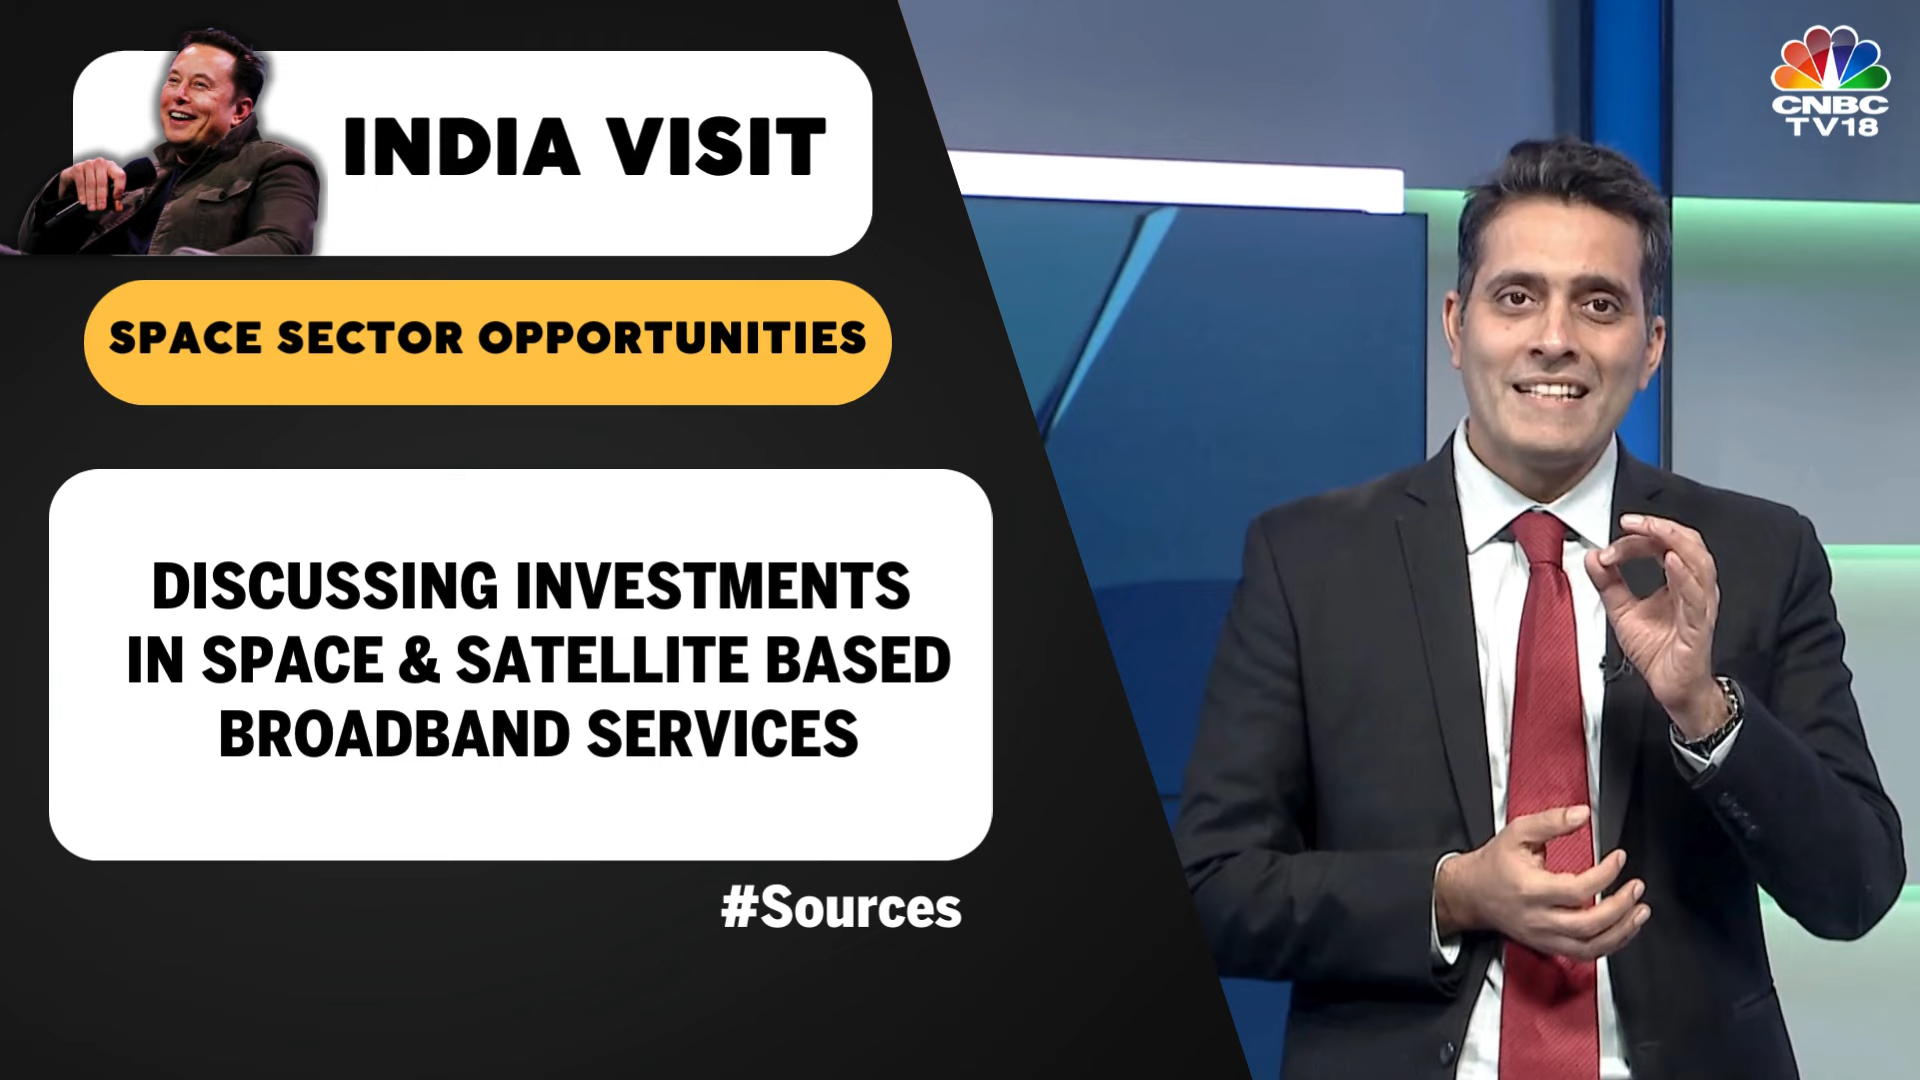 INDIA VISIT
SPACE SECTOR OPPORTUNITIES
DISCUSSING INVESTMENTS
IN SPACE & SATELLITE BASED
BROADBAND SERVICES
#Sources
CNBC
TV18